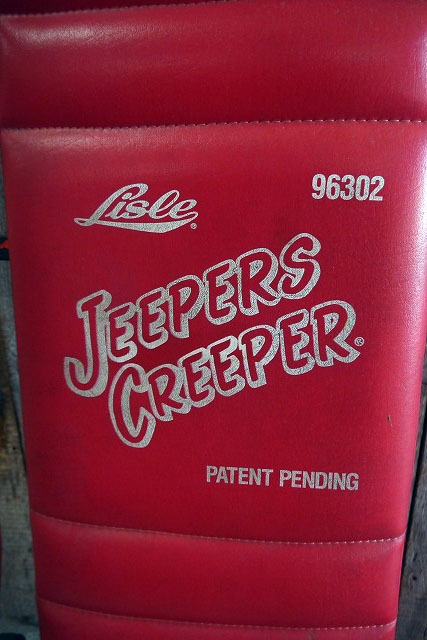 Lisle®
96302
JEEPERS
CREEPER®
PATENT PENDING